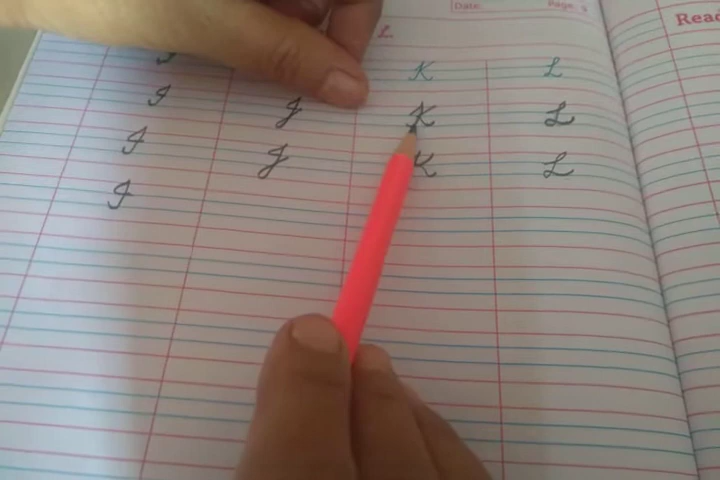 Date. Page.
Read
L
I K L
I J K L
I J K L
I